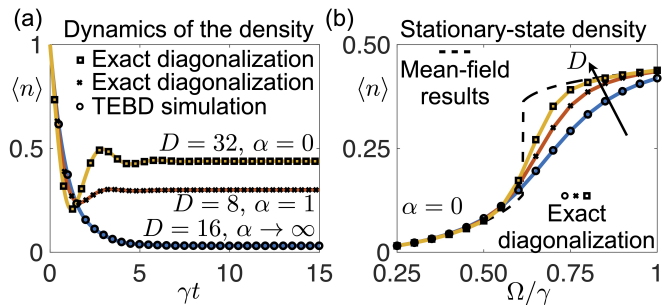 (a) Dynamics of the density
⟨n⟩
1
0.5
0
Exact diagonalization
Exact diagonalization
TEBD simulation
D = 32, α = 0
D = 8, α = 1
D = 16, α → ∞
0 5 10 15
γt
(b) Stationary-state density
⟨n⟩
0.50
0.25
0
Mean-field
results
D
α = 0
Exact
diagonalization
0.25 0.50 0.75 1
Ω/γ